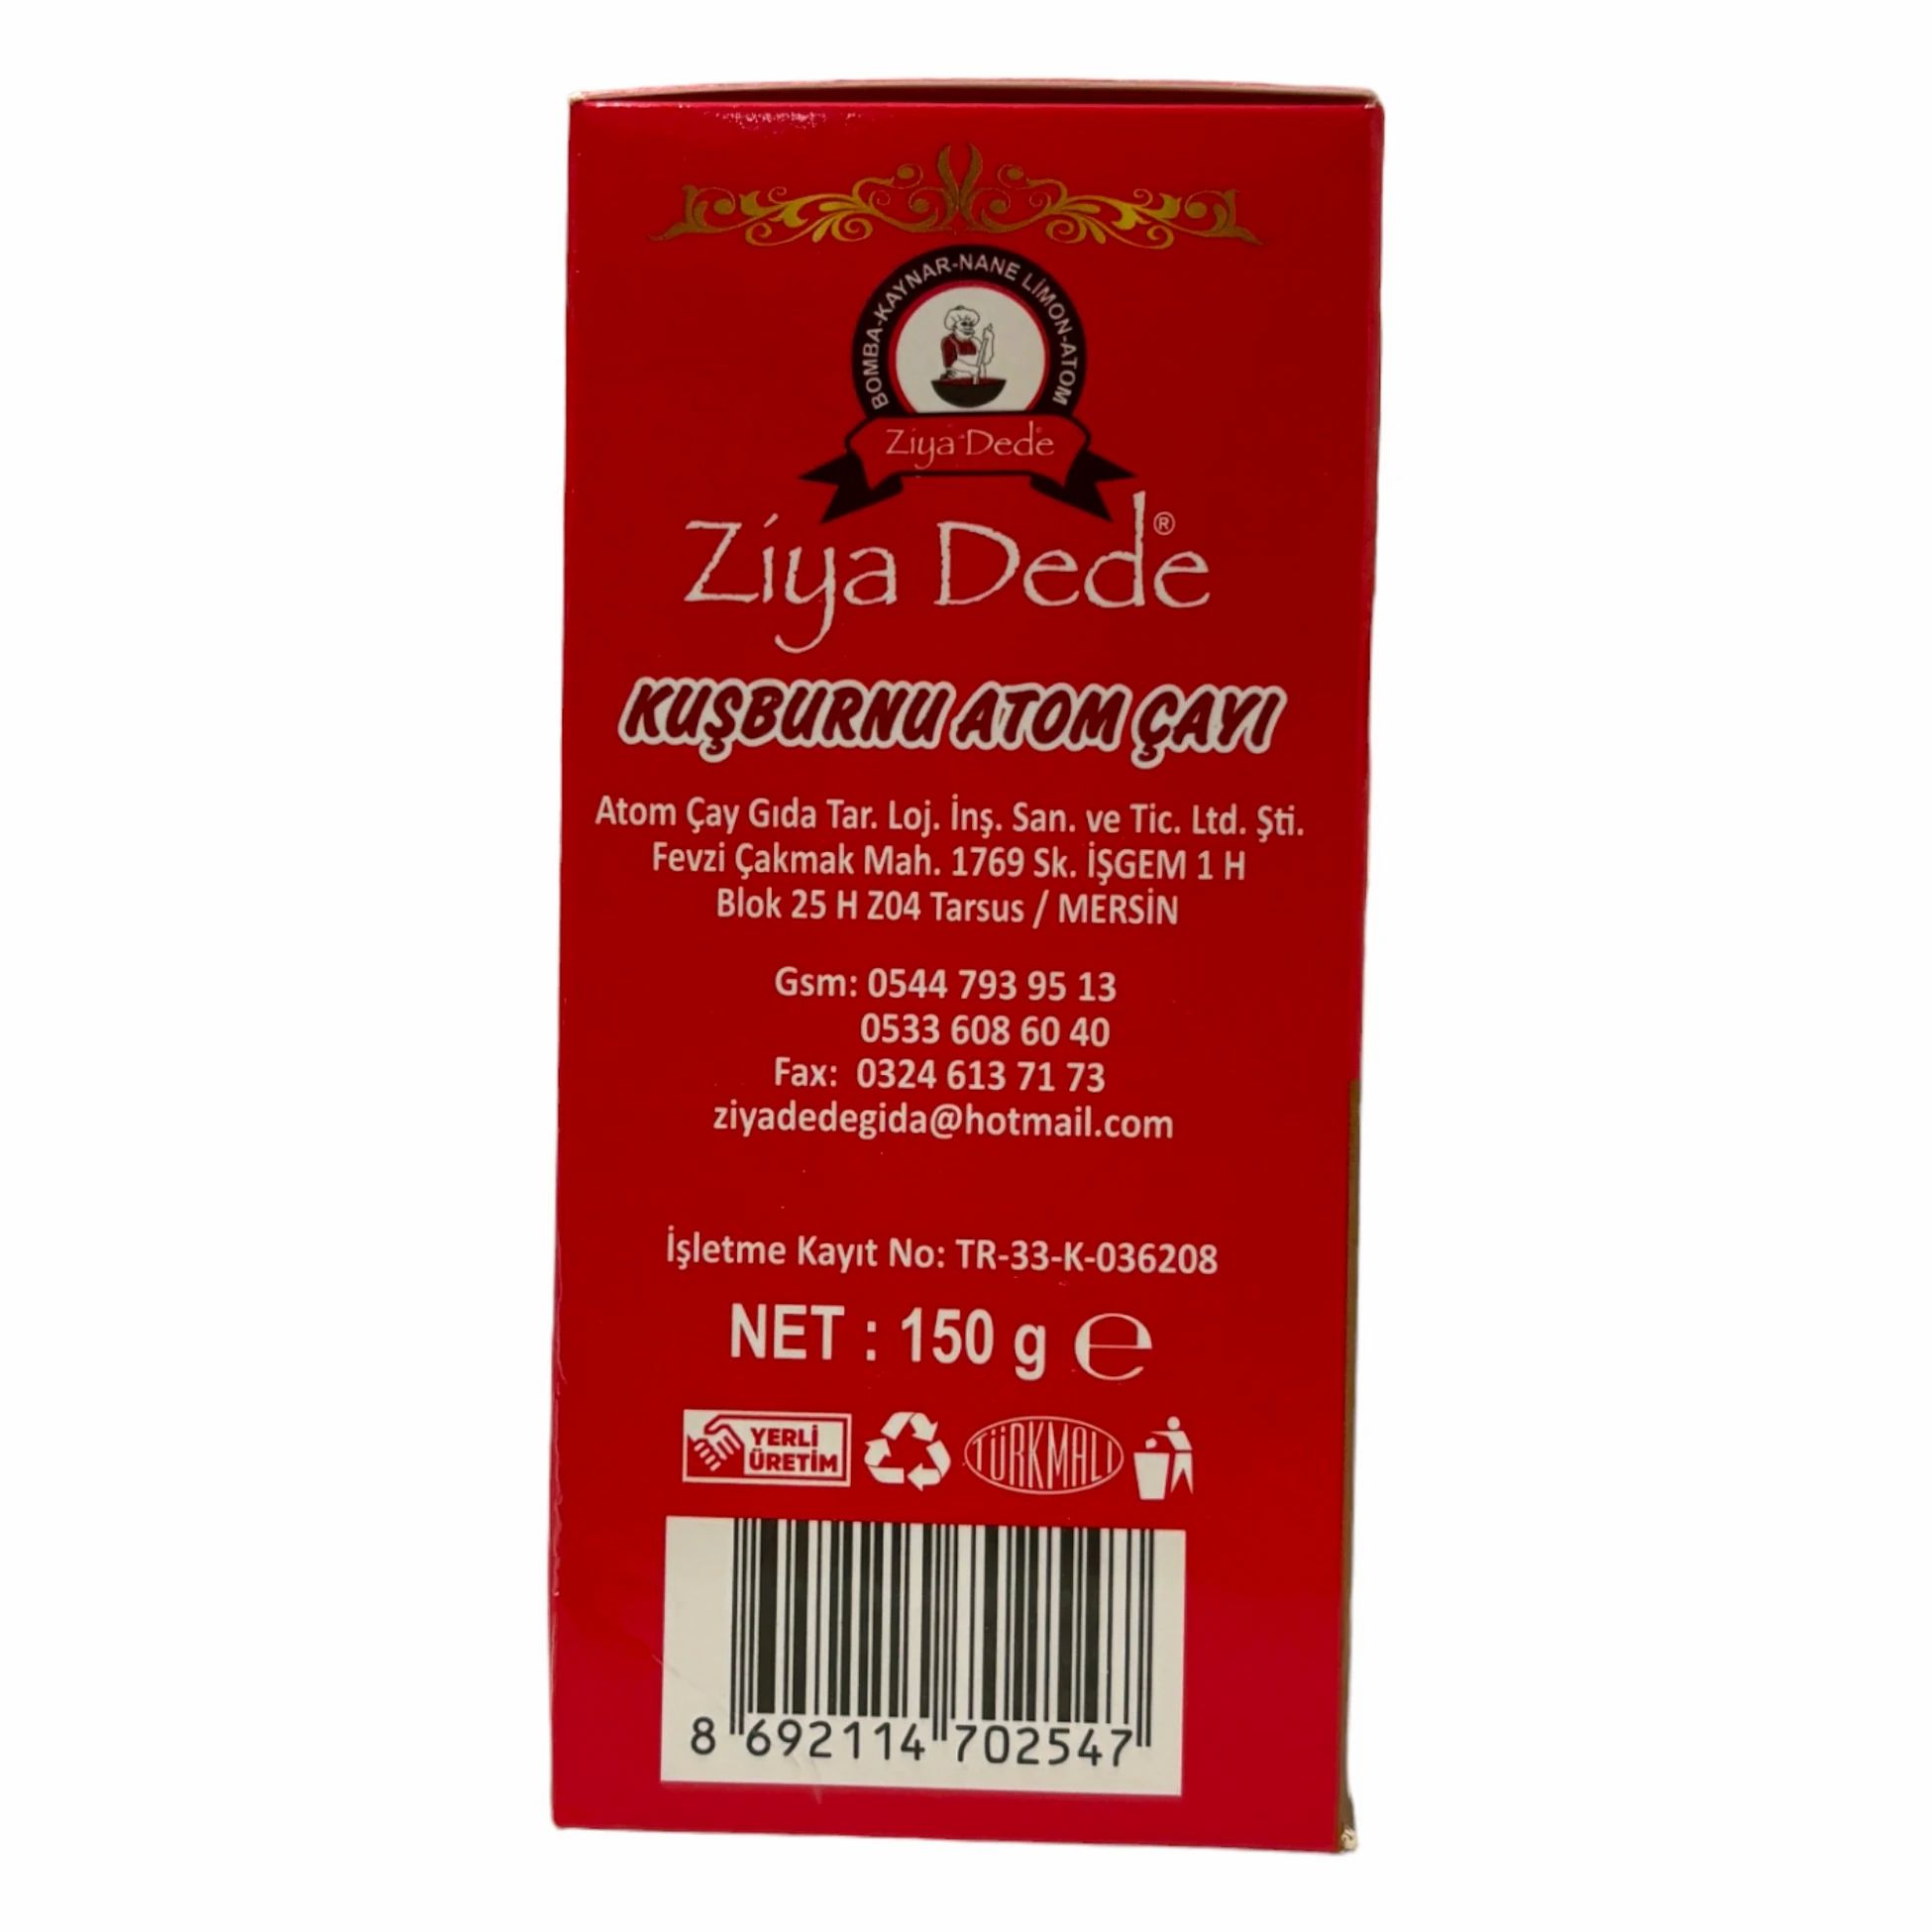 BOMBA-KAYNAR-NANE LİMON-ATOM
Ziya Dede
Ziya Dede®
KUŞBURNU ATOM ÇAYI
Atom Çay Gıda Tar. Loj. İnş. San. ve Tic. Ltd. Şti.
Fevzi Çakmak Mah. 1769 Sk. İŞGEM 1 H
Blok 25 H Z04 Tarsus / MERSİN
Gsm: 0544 793 95 13
0533 608 60 40
Fax: 0324 613 71 73
ziyadedegida@hotmail.com
İşletme Kayıt No: TR-33-K-036208
NET : 150 g ℮
YERLİ
ÜRETİM
TÜRKMALI
8 692114 702547